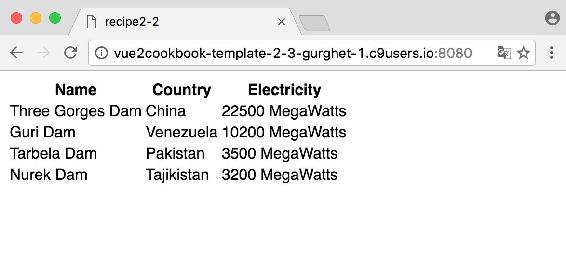 recipe2-2
vue2cookbook-template-2-3-gurghet-1.c9users.io:8080
Name Country Electricity
Three Gorges Dam China 22500 MegaWatts
Guri Dam Venezuela 10200 MegaWatts
Tarbela Dam Pakistan 3500 MegaWatts
Nurek Dam Tajikistan 3200 MegaWatts